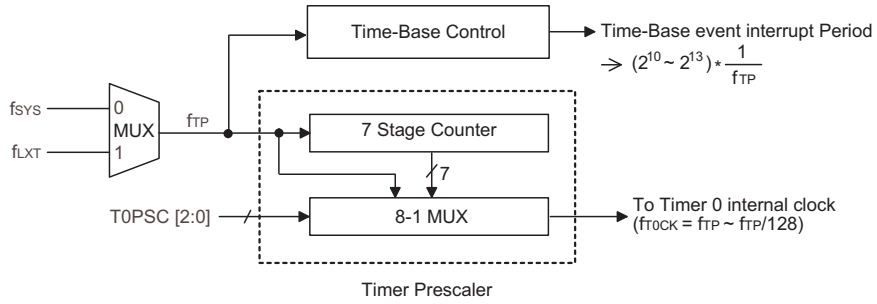 Time-Base Control
Time-Base event interrupt Period
→ (2^10 ~ 2^13) * 1/fTP
fSYS
0
MUX
fLXT
1
fTP
7 Stage Counter
7
T0PSC [2:0]
8-1 MUX
To Timer 0 internal clock
(fT0CK = fTP ~ fTP/128)
Timer Prescaler